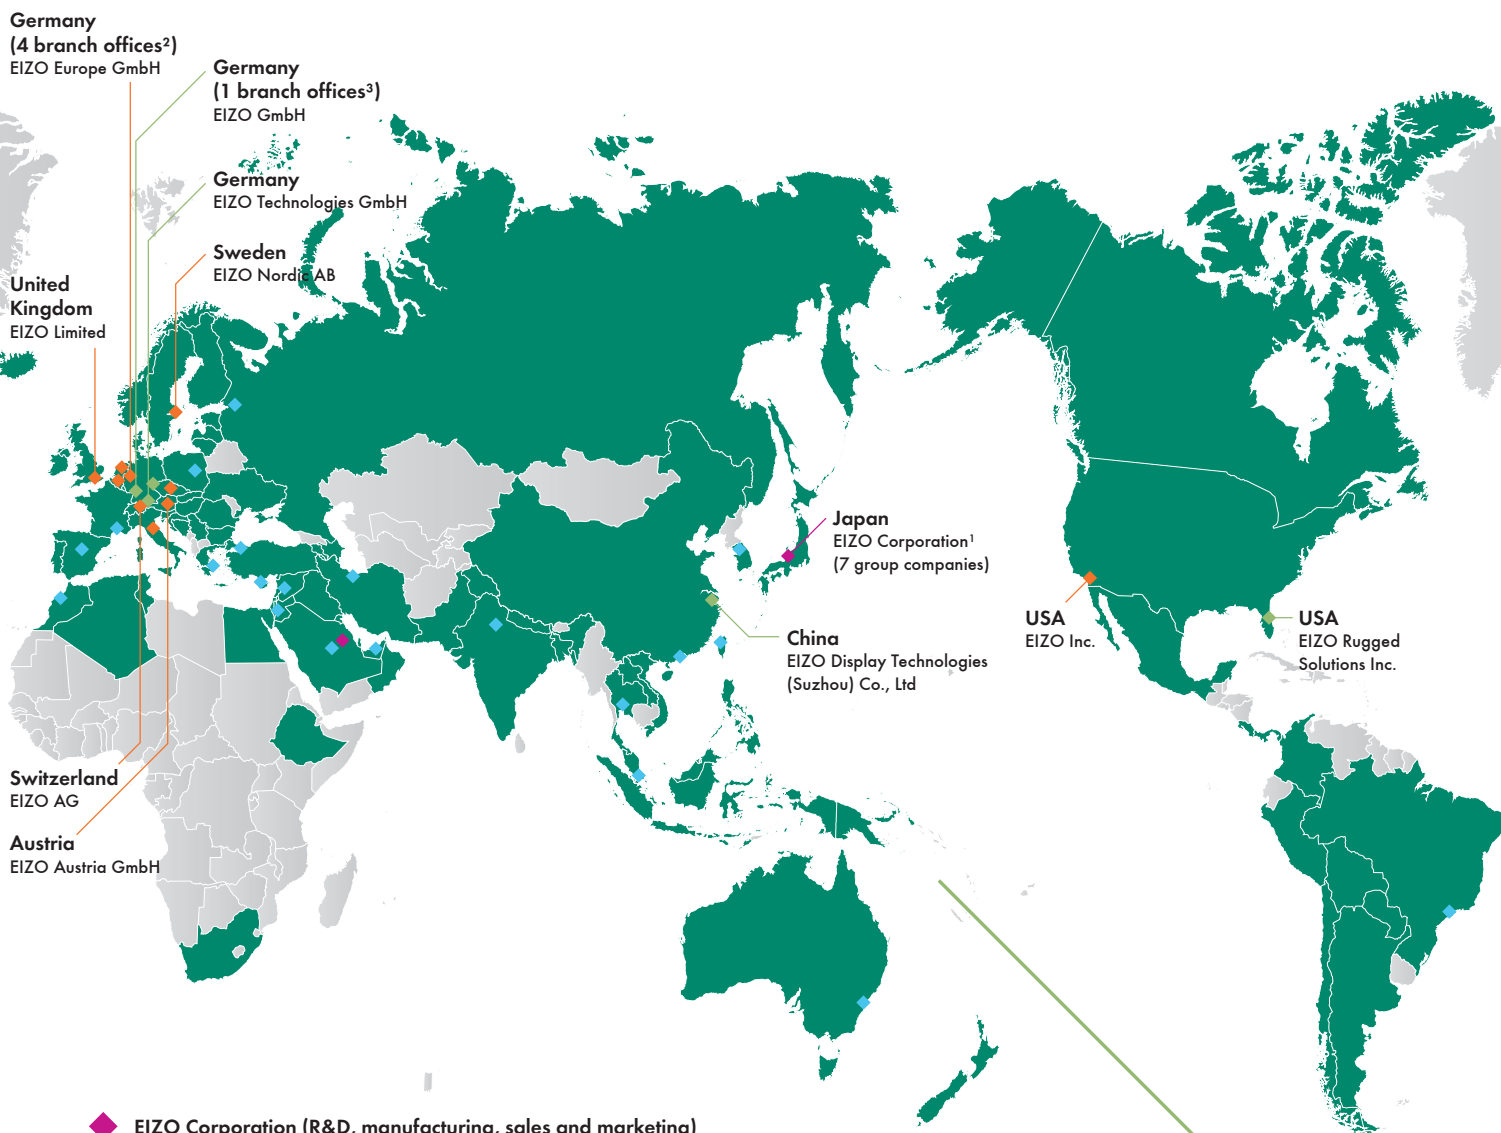 Germany
(4 branch offices²)
EIZO Europe GmbH
Germany
(1 branch offices³)
EIZO GmbH
Germany
EIZO Technologies GmbH
Sweden
EIZO Nordic AB
United
Kingdom
EIZO Limited
Japan
EIZO Corporation¹
(7 group companies)
China
EIZO Display Technologies
(Suzhou) Co., Ltd
USA
EIZO Inc.
USA
EIZO Rugged
Solutions Inc.
Switzerland
EIZO AG
Austria
EIZO Austria GmbH
EIZO Corporation (R&D, manufacturing, sales and marketing)